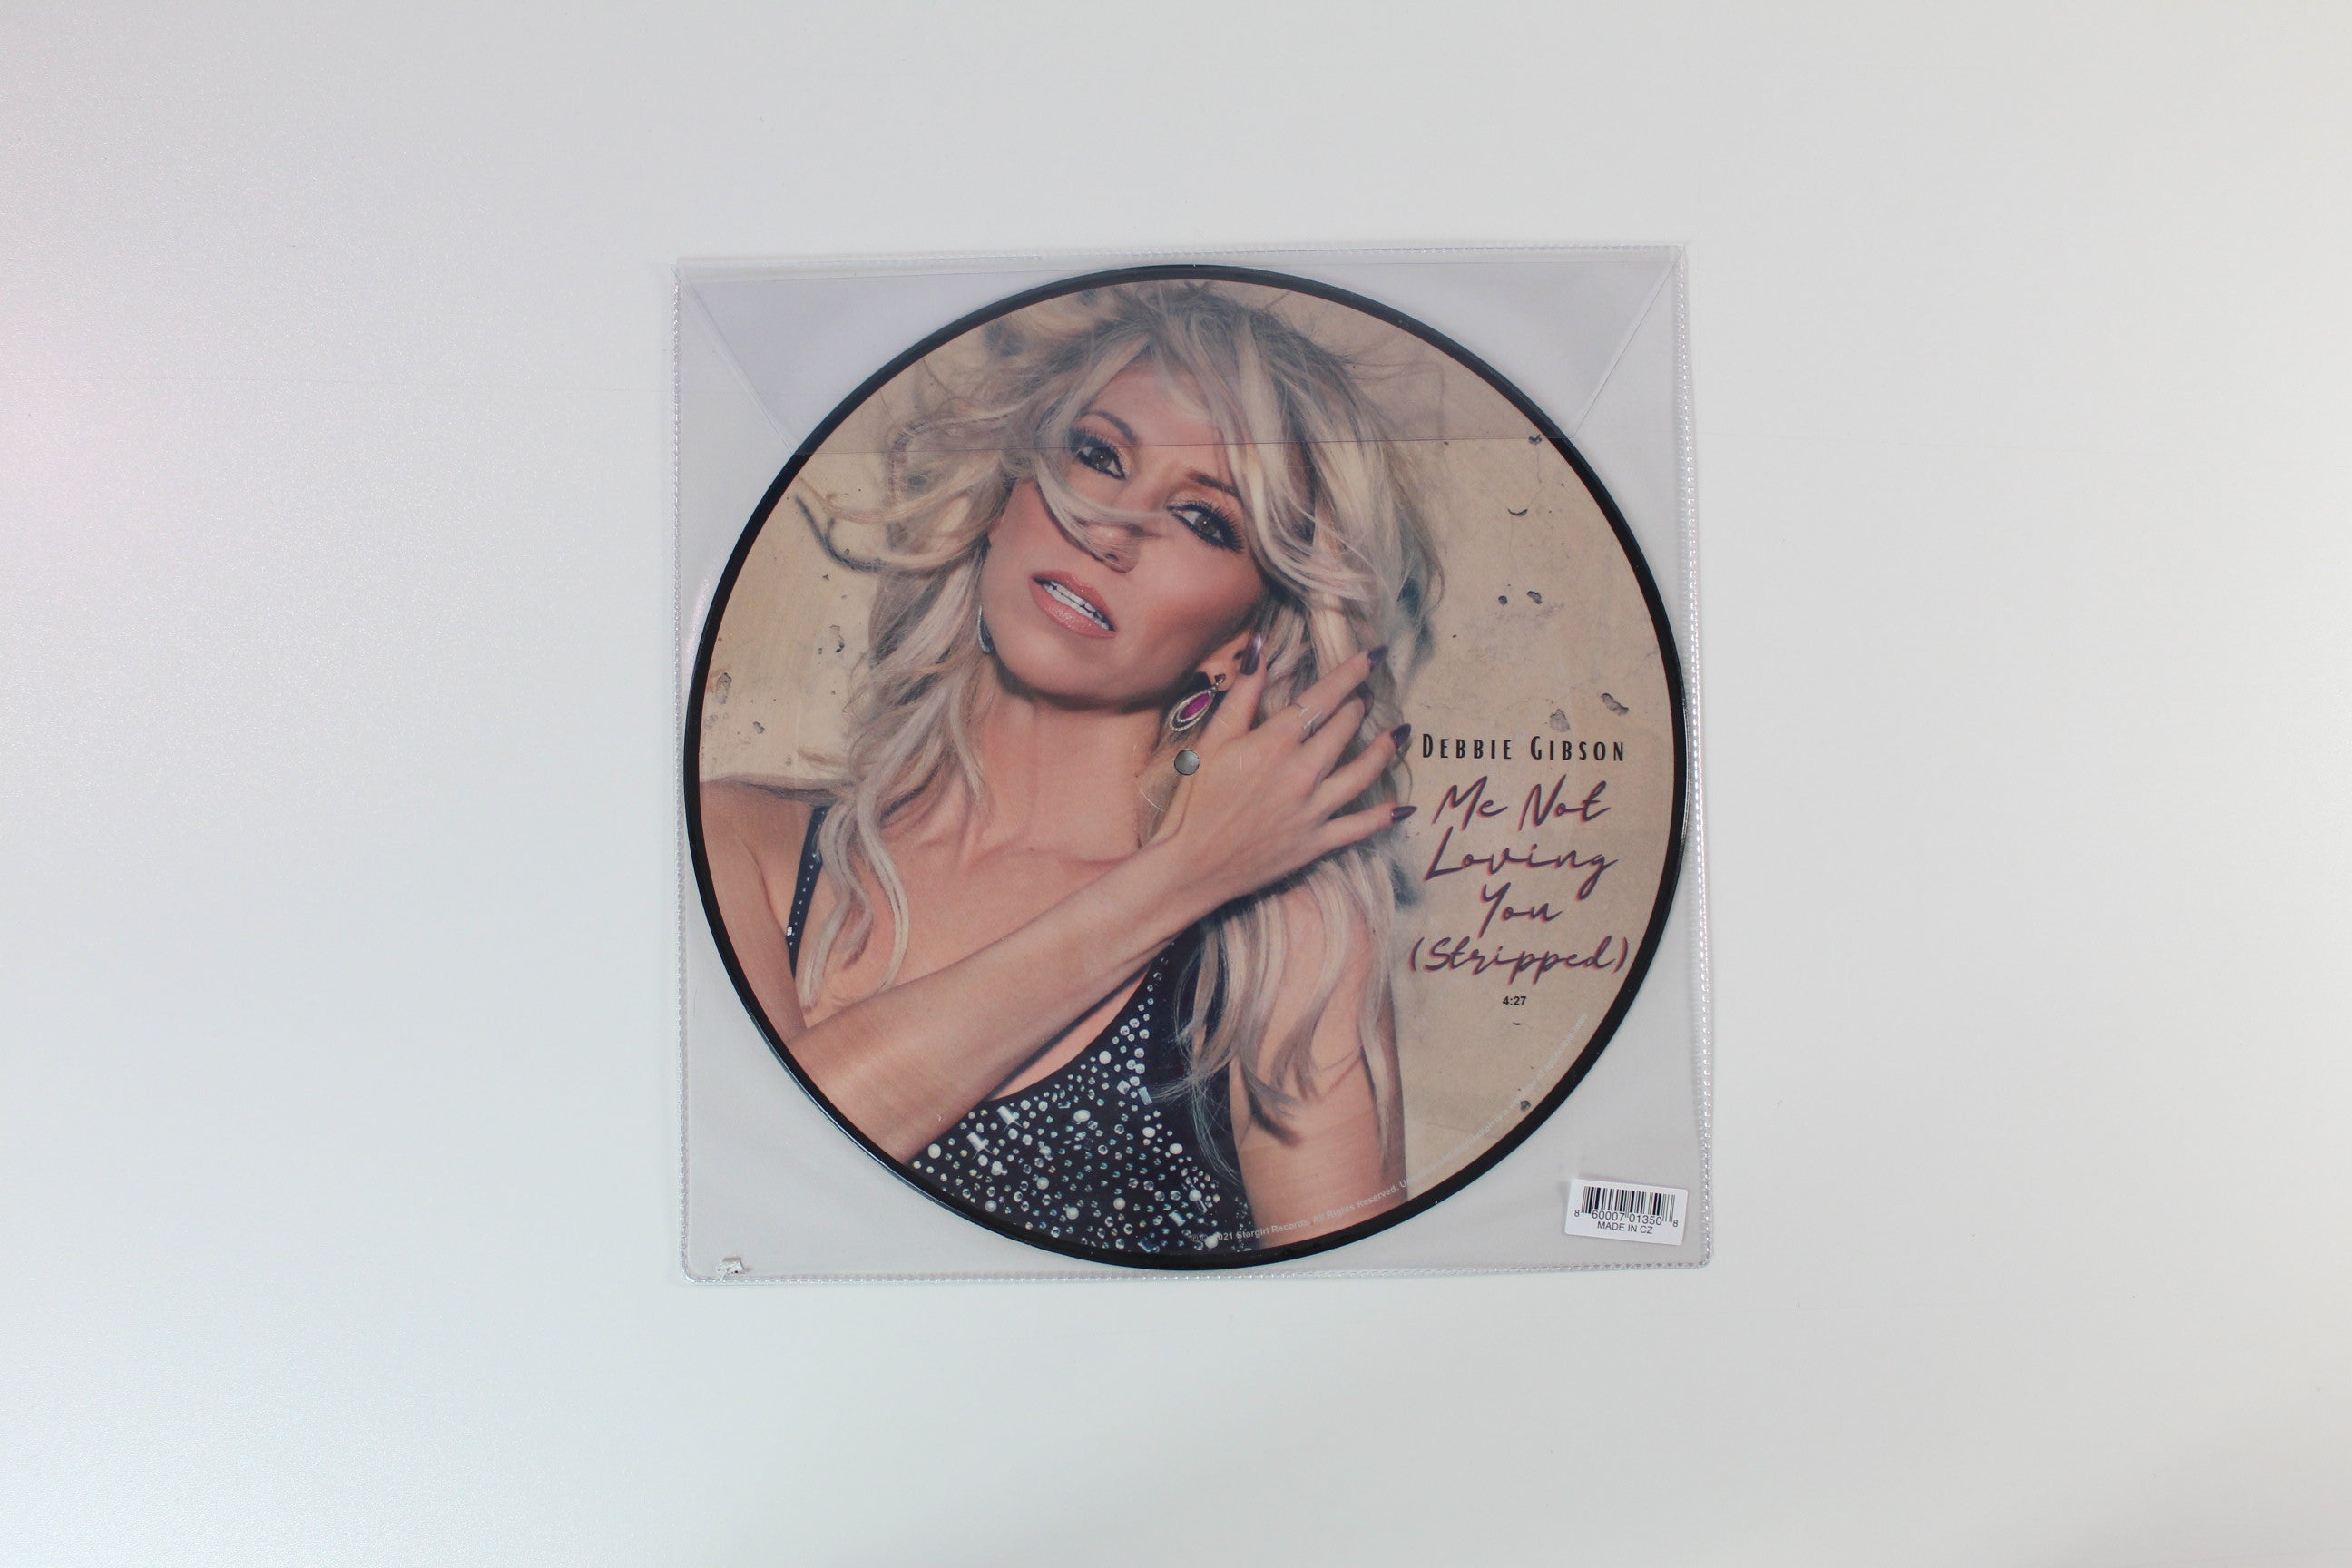 DEBBIE GIBSON
Me Not
Loving
You
(Stripped)
4:27
2021 Stargirl Records. All Rights Reserved.
8 60007 01350 8
MADE IN CZ